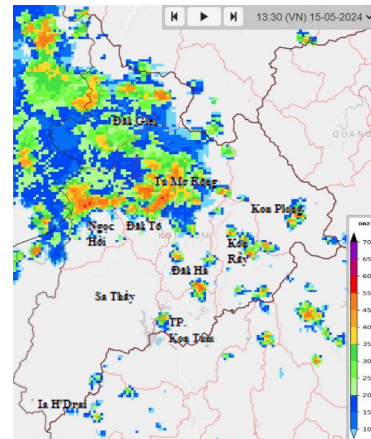 13:30 (VN) 15-05-2024
Đăk Glei
Tu Mơ Rông
QUANG
Kon Plong
Ngọc
Hồi
Đăk Tô
Kon
Rẫy
Đăk Hà
Sa Thầy
TP.
Kon Tum
Ia H'Drai
DBZ
70
65
60
55
50
45
40
35
30
25
20
15
10